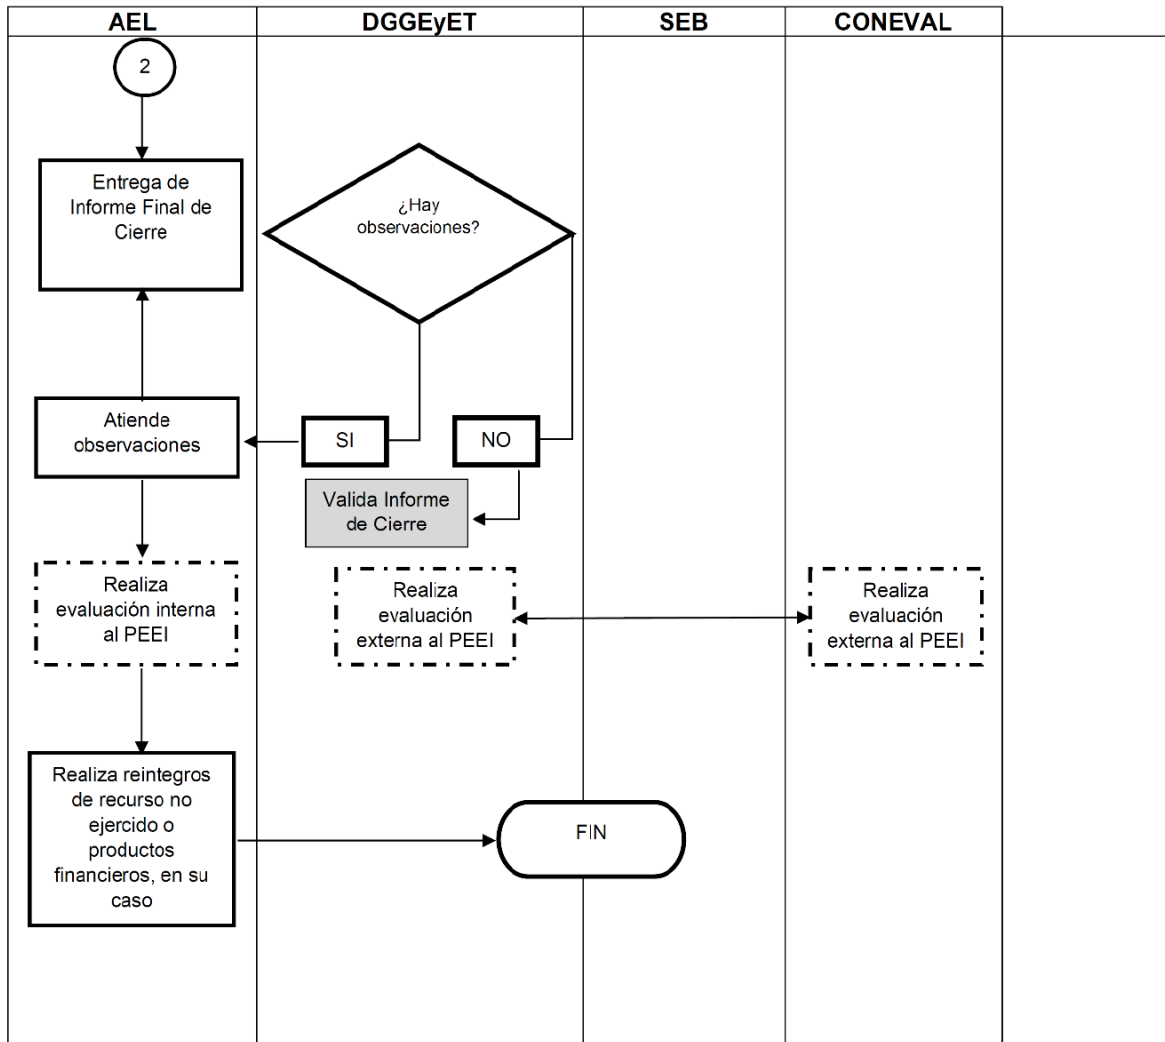 AEL
DGGEyET
SEB
CONEVAL
2
Entrega de
Informe Final de
Cierre
¿Hay
observaciones?
Atiende
observaciones
SI
NO
Valida Informe
de Cierre
Realiza
evaluación interna
al PEEI
Realiza
evaluación
externa al PEEI
Realiza
evaluación
externa al PEEI
Realiza reintegros
de recurso no
ejercido o
productos
financieros, en su
caso
FIN